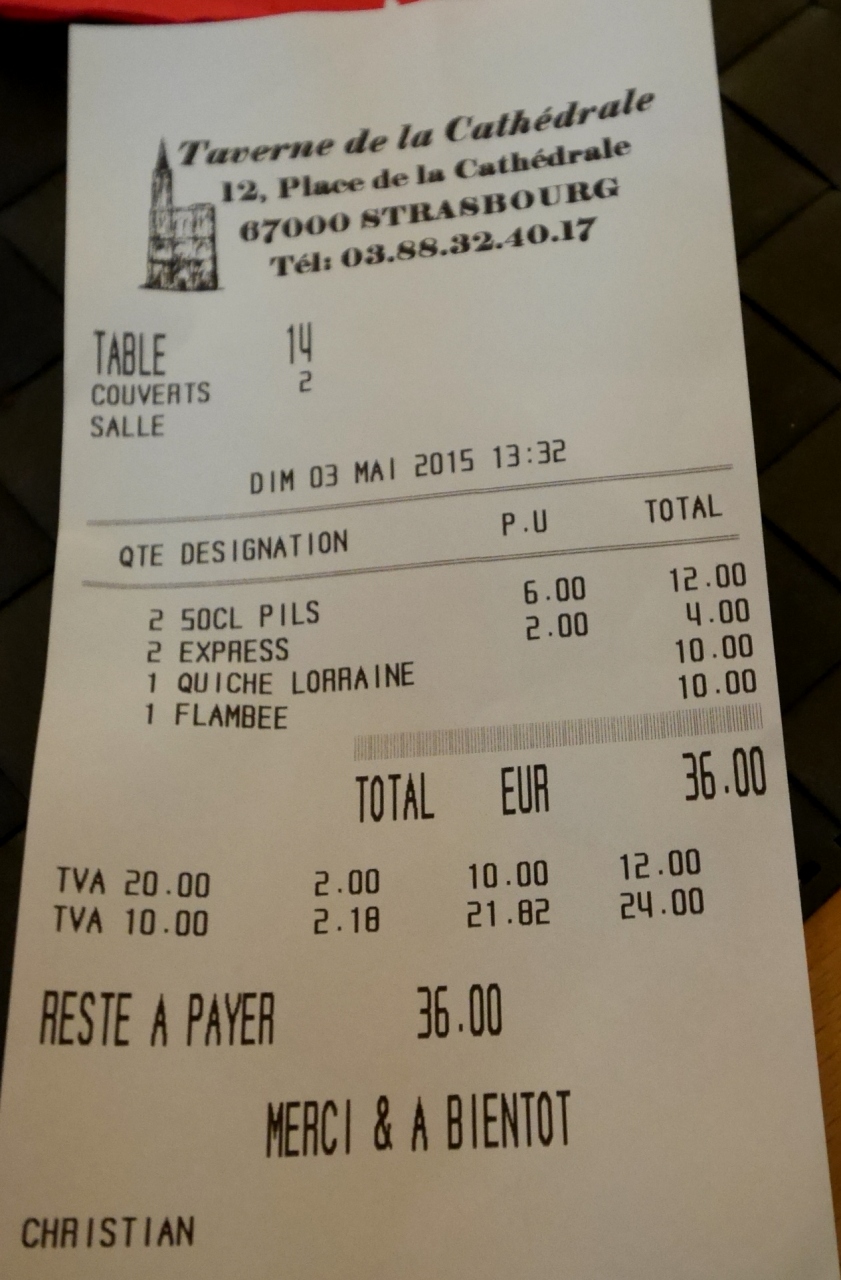 Taverne de la Cathédrale
12, Place de la Cathédrale
67000 STRASBOURG
Tél: 03.88.32.40.17
TABLE 14
COUVERTS 2
SALLE
DIM 03 MAI 2015 13:32
QTE DESIGNATION P.U TOTAL
2 50CL PILS 6.00 12.00
2 EXPRESS 2.00 4.00
1 QUICHE LORRAINE 10.00
1 FLAMBEE 10.00
TOTAL EUR 36.00
TVA 20.00 2.00 10.00 12.00
TVA 10.00 2.18 21.82 24.00
RESTE A PAYER 36.00
MERCI & A BIENTOT
CHRISTIAN